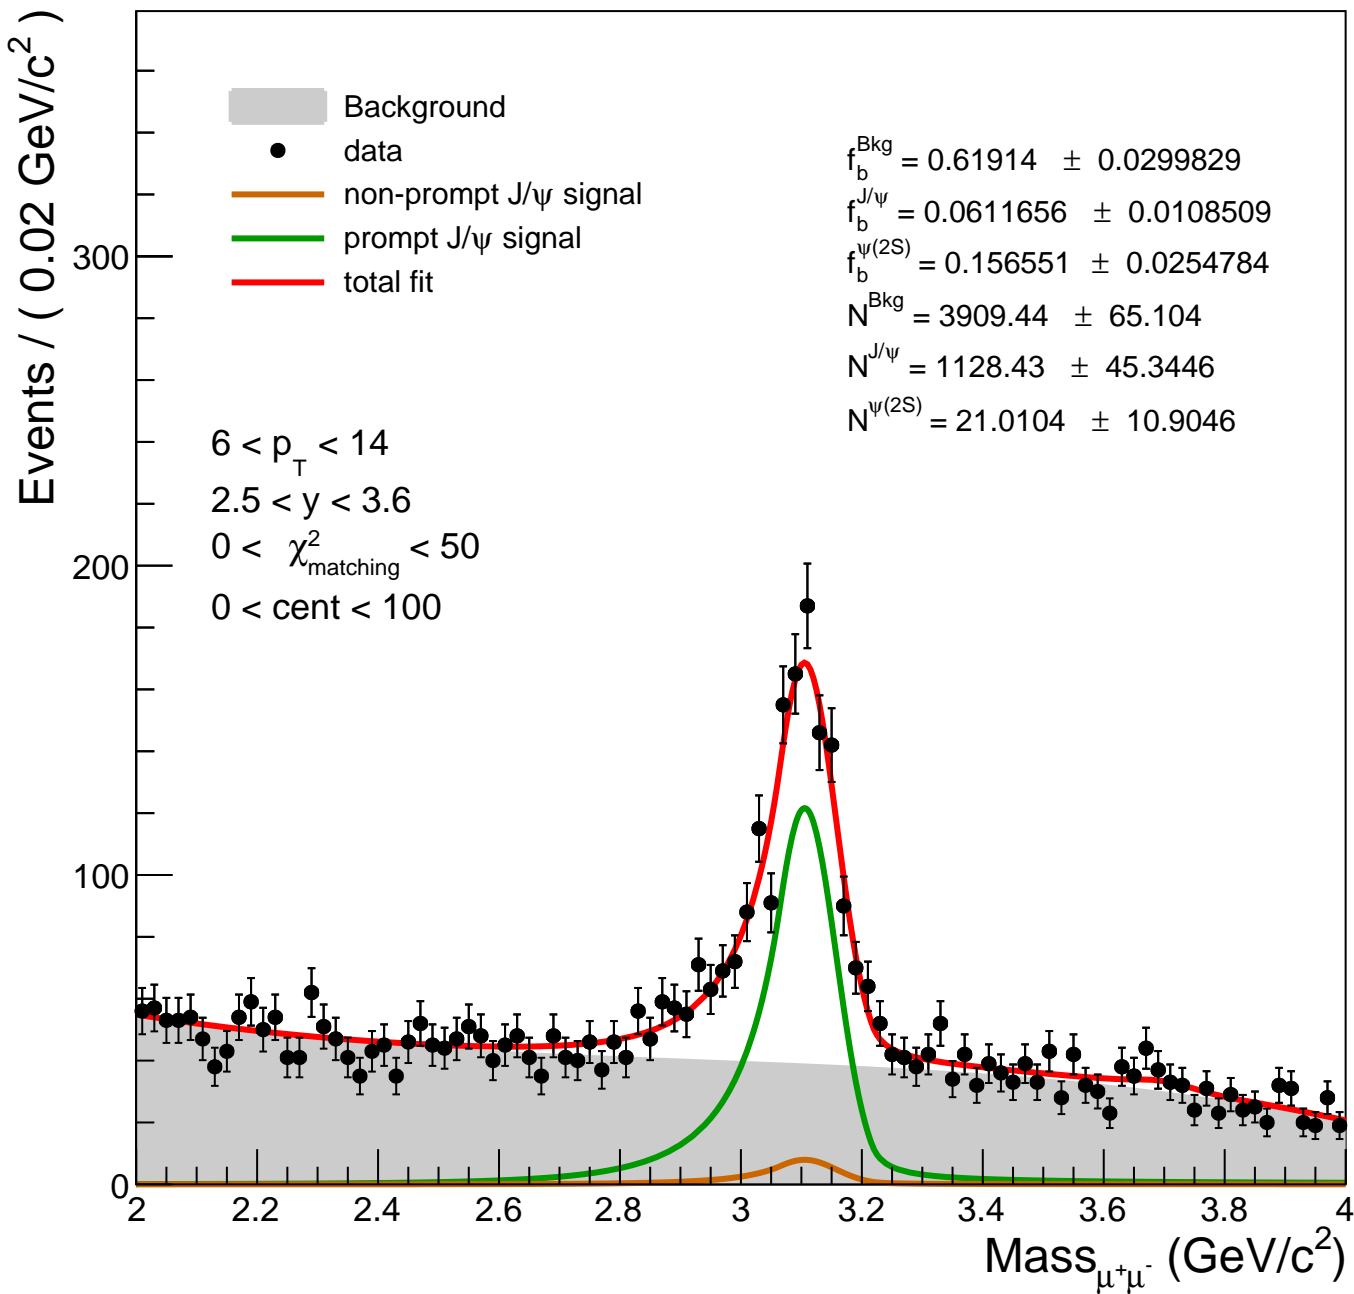 Events / ( 0.02 GeV/c²)
Background
data
non-prompt J/ψ signal
prompt J/ψ signal
total fit
f_b^Bkg = 0.61914 ± 0.0299829
f_b^J/ψ = 0.0611656 ± 0.0108509
f_b^ψ(2S) = 0.156551 ± 0.0254784
N^Bkg = 3909.44 ± 65.104
N^J/ψ = 1128.43 ± 45.3446
N^ψ(2S) = 21.0104 ± 10.9046
6 < p_T < 14
2.5 < y < 3.6
0 < χ²_matching < 50
0 < cent < 100
300
200
100
0
2 2.2 2.4 2.6 2.8 3 3.2 3.4 3.6 3.8 4
Mass_μ⁺μ⁻ (GeV/c²)